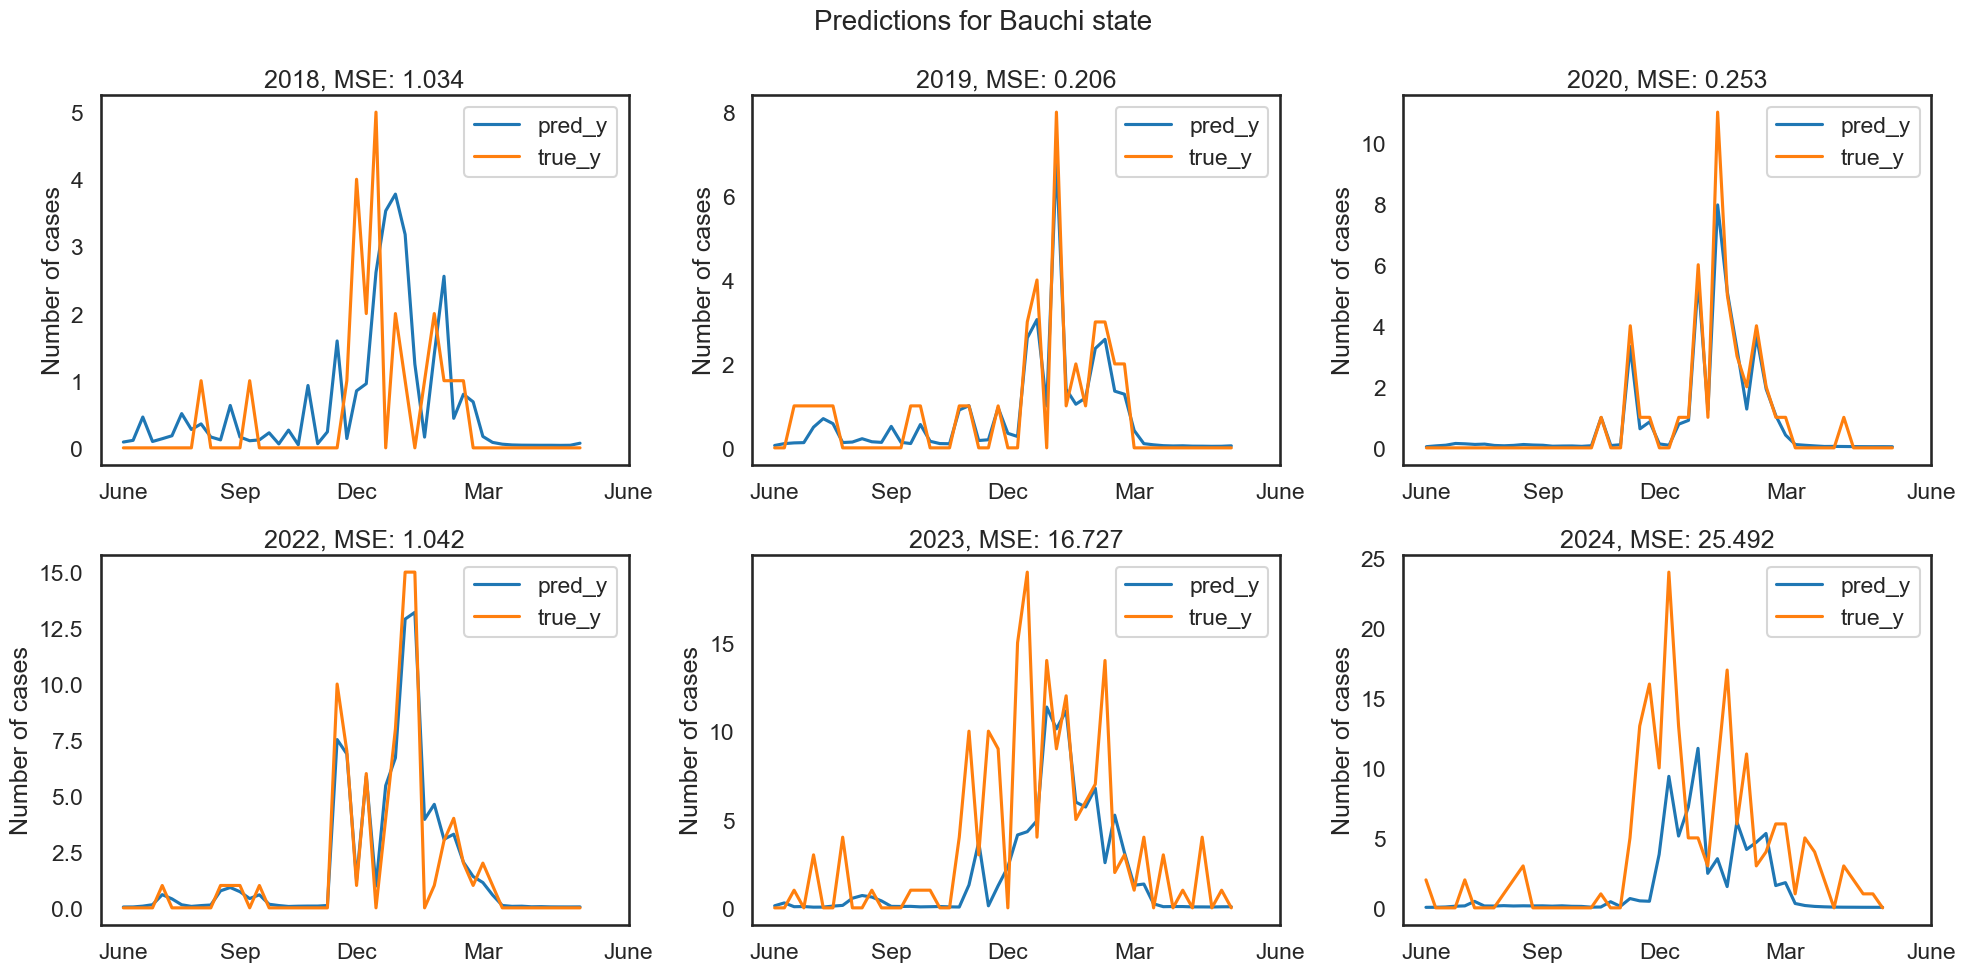 Predictions for Bauchi state
2018, MSE: 1.034
Number of cases
5
4
3
2
1
0
pred_y
true_y
June Sep Dec Mar June
2019, MSE: 0.206
Number of cases
8
6
4
2
0
pred_y
true_y
June Sep Dec Mar June
2020, MSE: 0.253
Number of cases
10
8
6
4
2
0
pred_y
true_y
June Sep Dec Mar June
2022, MSE: 1.042
Number of cases
15.0
12.5
10.0
7.5
5.0
2.5
0.0
pred_y
true_y
June Sep Dec Mar June
2023, MSE: 16.727
Number of cases
15
10
5
0
pred_y
true_y
June Sep Dec Mar June
2024, MSE: 25.492
Number of cases
25
20
15
10
5
0
pred_y
true_y
June Sep Dec Mar June